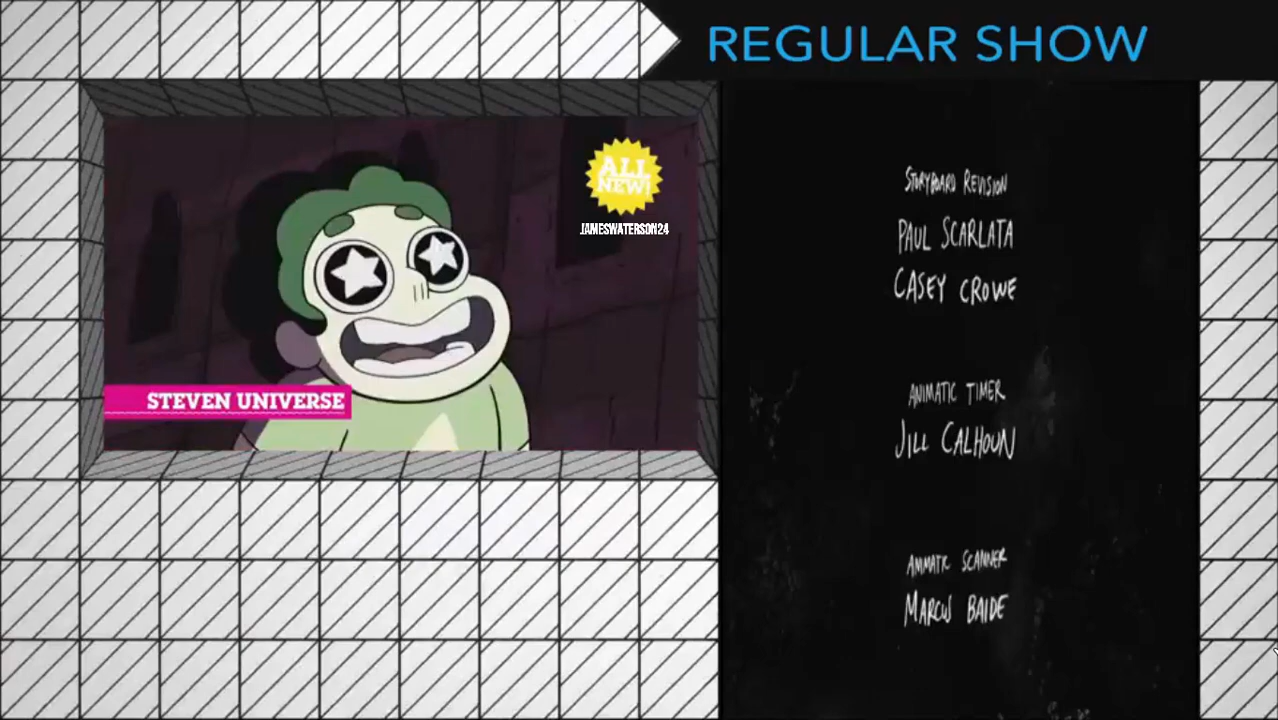 REGULAR SHOW
ALL
NEW!
JAMESWATERSON24
STEVEN UNIVERSE
STORYBOARD REVISION
PAUL SCARLATA
CASEY CROWE
ANIMATIC TIMER
JILL CALHOUN
ANIMATIC SCANNER
MARCUS BAIDE